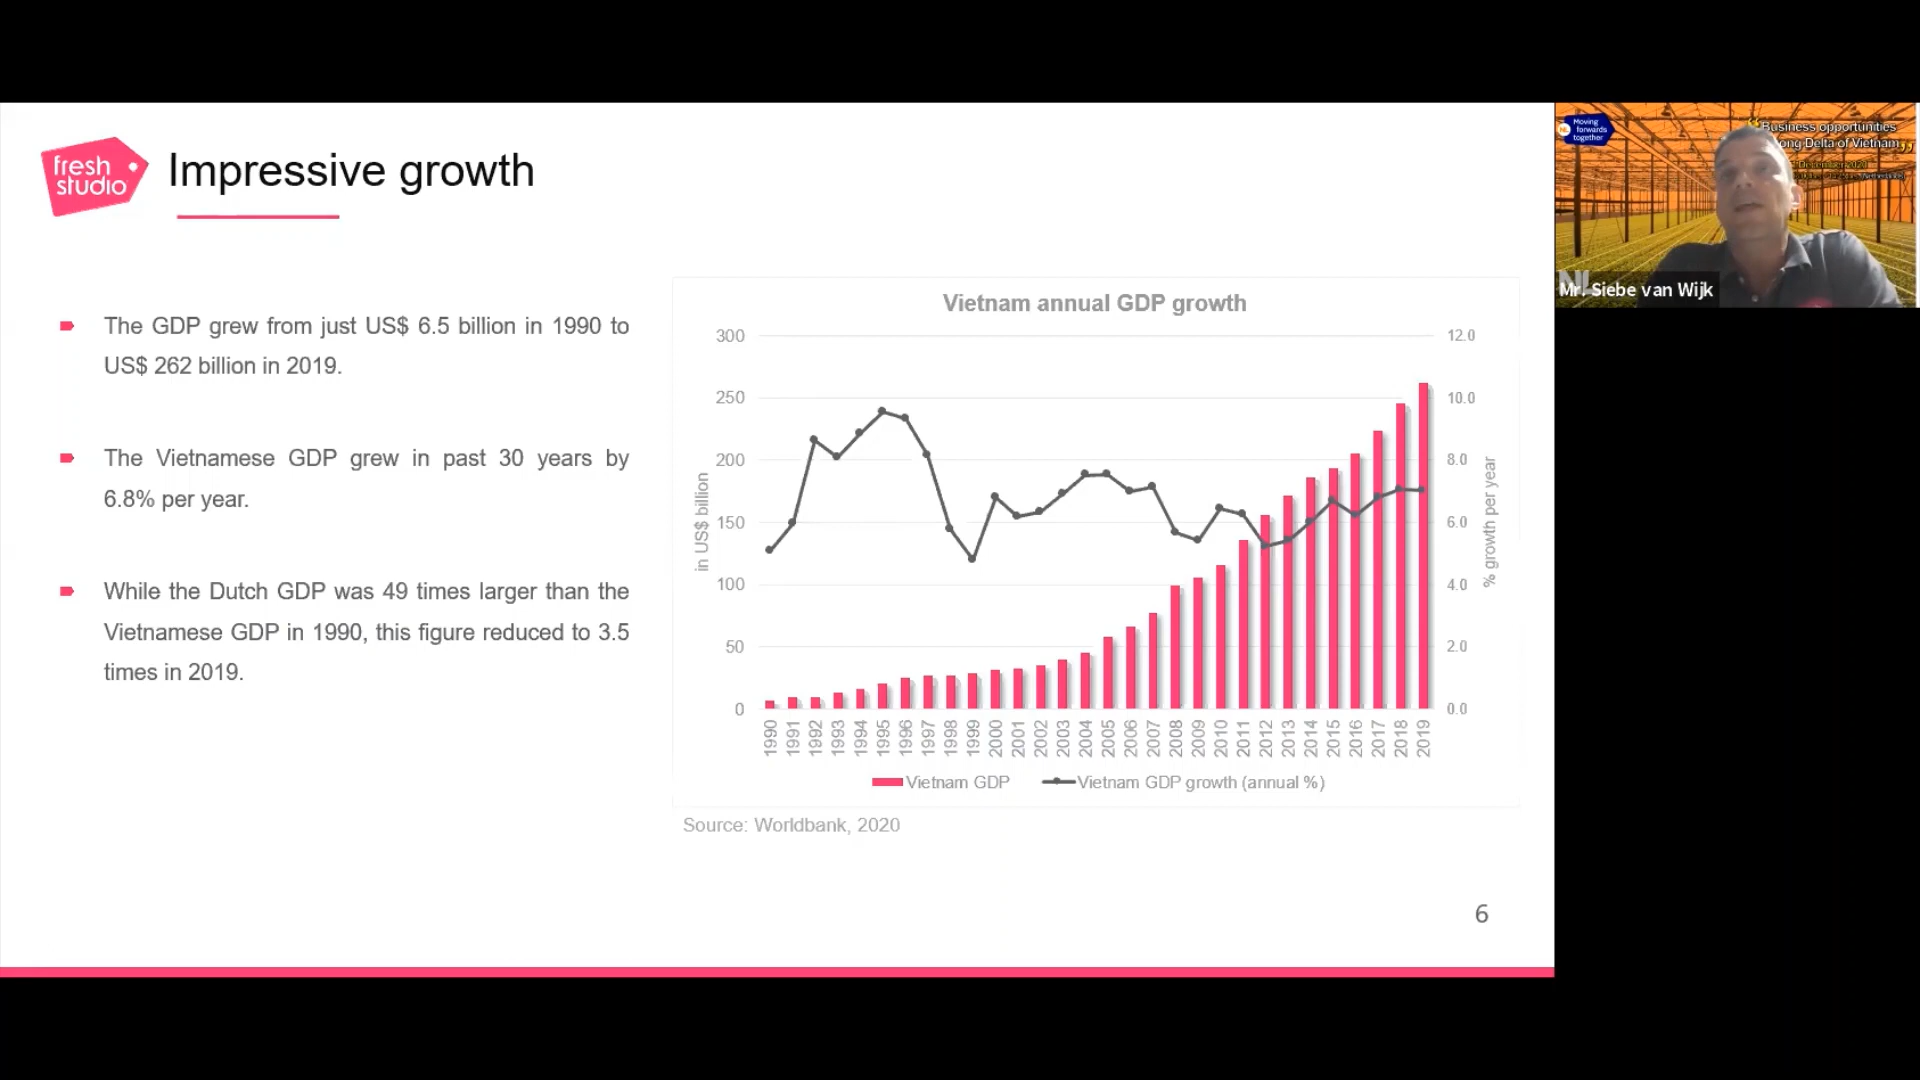 fresh
studio
Impressive growth
The GDP grew from just US$ 6.5 billion in 1990 to
US$ 262 billion in 2019.
The Vietnamese GDP grew in past 30 years by
6.8% per year.
While the Dutch GDP was 49 times larger than the
Vietnamese GDP in 1990, this figure reduced to 3.5
times in 2019.
Vietnam annual GDP growth
300
250
200
150
100
50
0
in US$ billion
12.0
10.0
8.0
6.0
4.0
2.0
0.0
% growth per year
1990 1991 1992 1993 1994 1995 1996 1997 1998 1999 2000 2001 2002 2003 2004 2005 2006 2007 2008 2009 2010 2011 2012 2013 2014 2015 2016 2017 2018 2019
Vietnam GDP
Vietnam GDP growth (annual %)
Source: Worldbank, 2020
6
NL
Moving
forwards
together
Business opportunities
ong Delta of Vietnam
NL
Mr. Siebe van Wijk